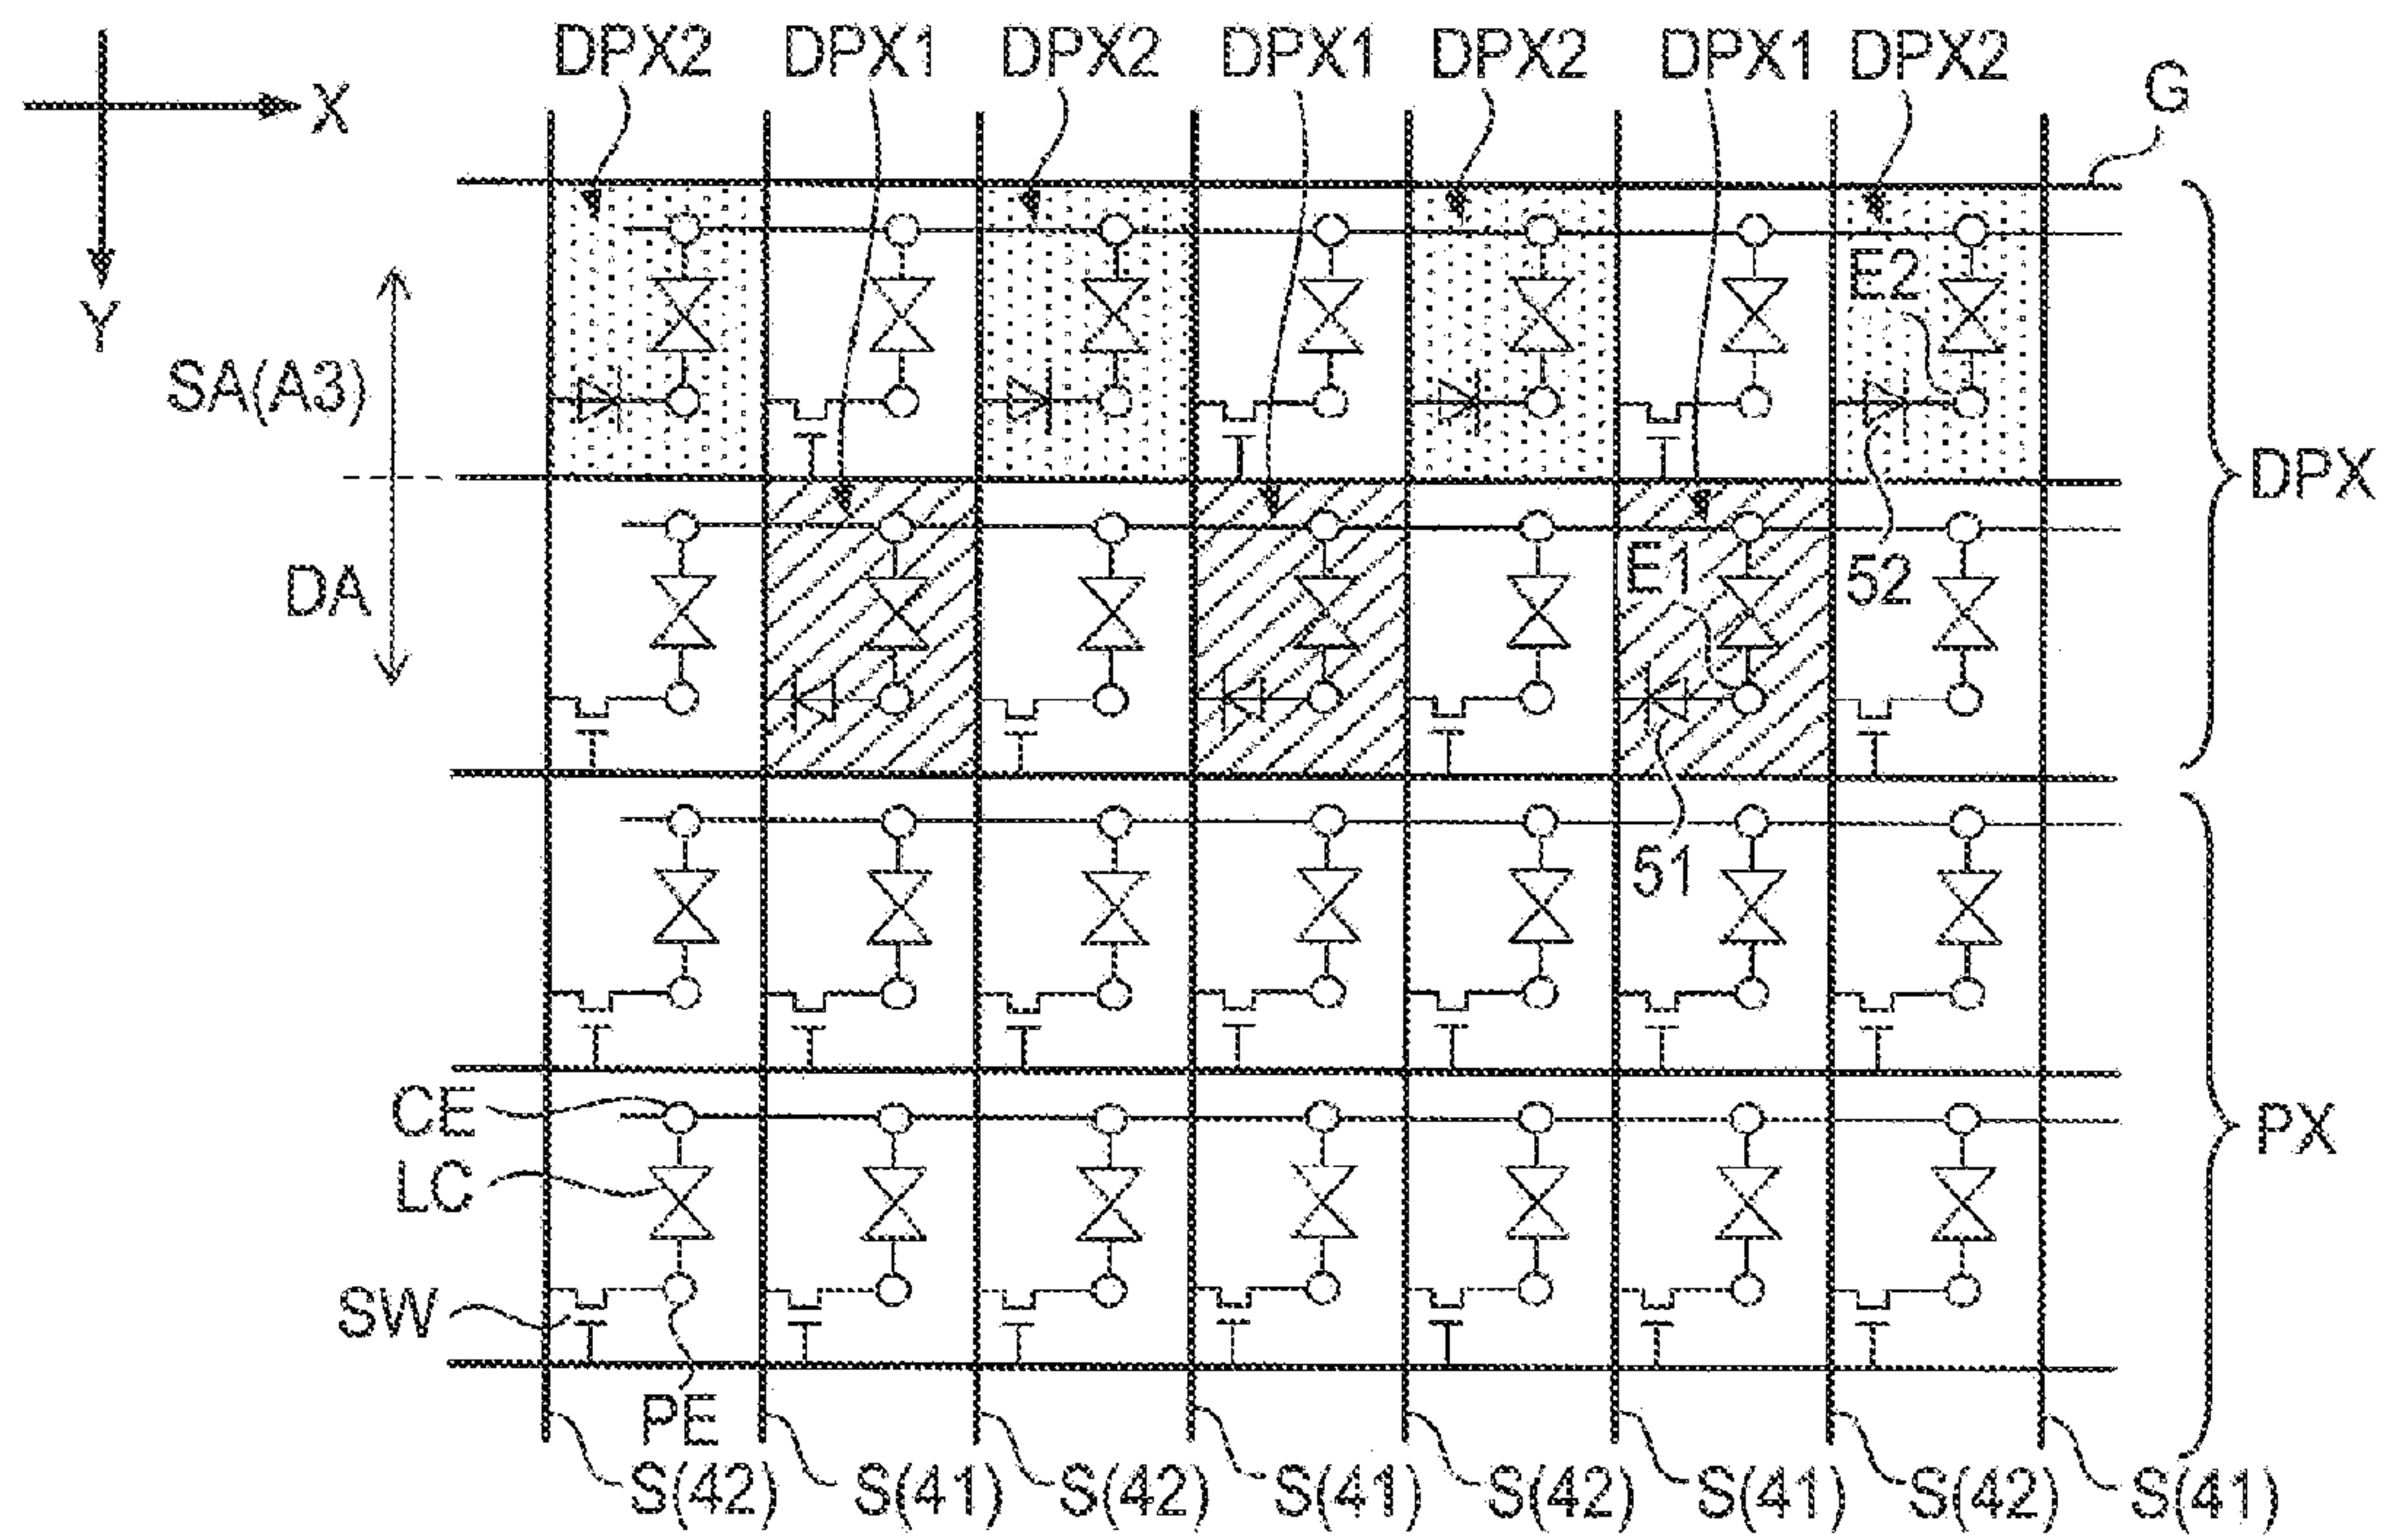 DPX2 DPX1 DPX2 DPX1 DPX2 DPX1 DPX2
G
X
Y
E2
SA(A3)
DPX
DA
E1
52
51
CE
PX
LC
SW
PE
S(42) S(41) S(42) S(41) S(42) S(41) S(42) S(41)